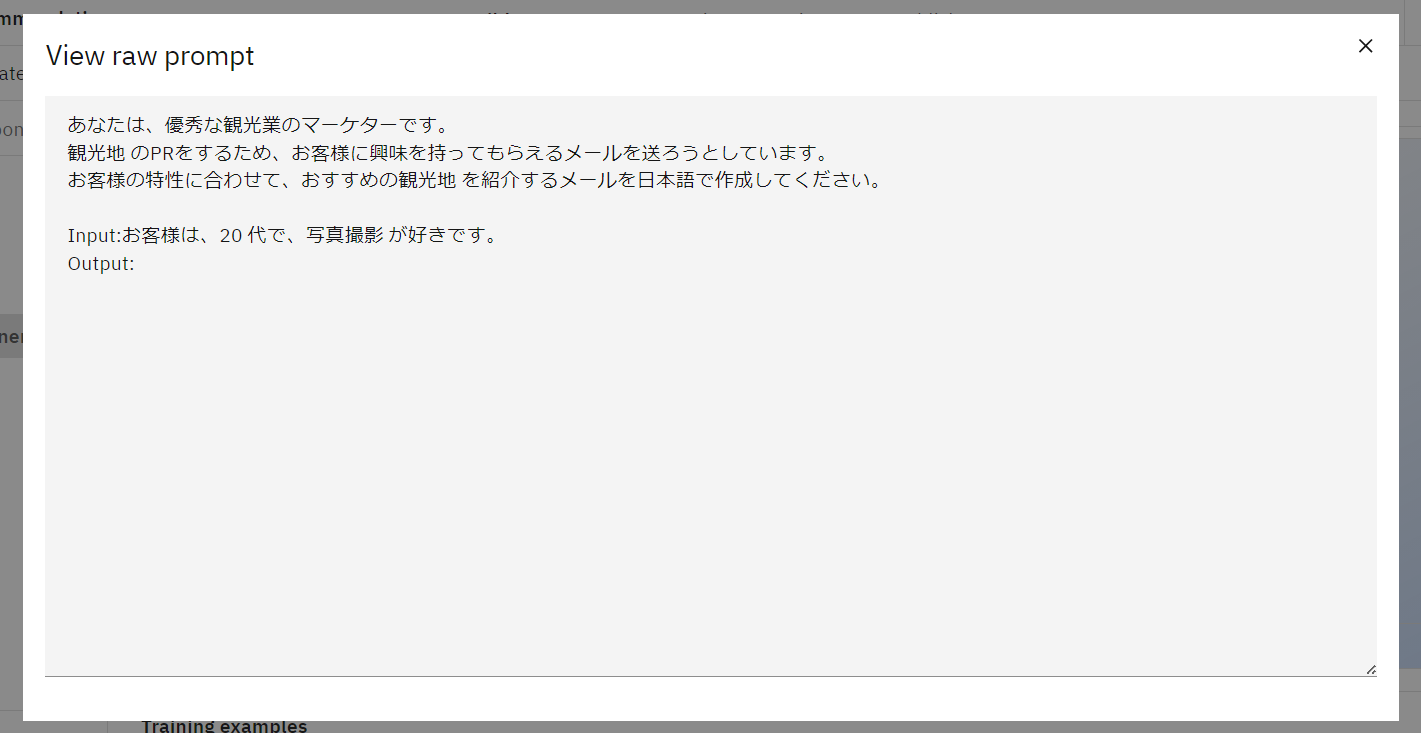 View raw prompt
あなたは、優秀な観光業のマーケターです。
観光地 のPRをするため、お客様に興味を持ってもらえるメールを送ろうとしています。
お客様の特性に合わせて、おすすめの観光地 を紹介するメールを日本語で作成してください。
Input:お客様は、20 代で、写真撮影 が好きです。
Output:
Training examples